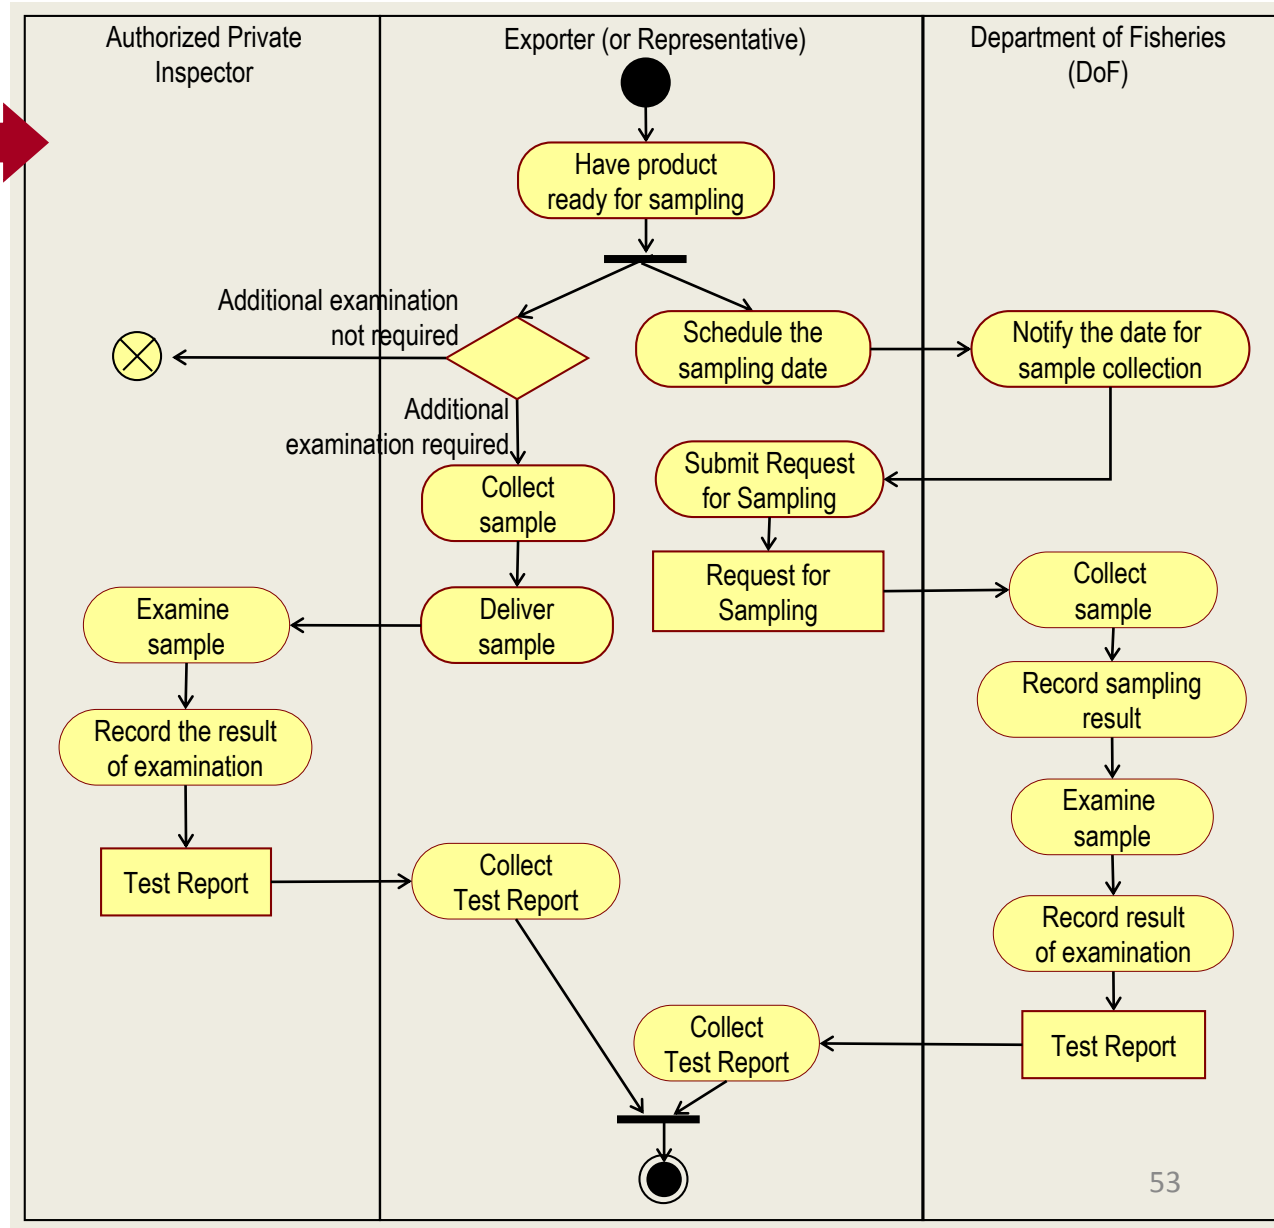 Authorized Private
Inspector
Exporter (or Representative)
Department of Fisheries
(DoF)
Have product
ready for sampling
Additional examination
not required
Schedule the
sampling date
Notify the date for
sample collection
Additional
examination required
Submit Request
for Sampling
Collect
sample
Request for
Sampling
Collect
sample
Examine
sample
Deliver
sample
Record sampling
result
Record the result
of examination
Examine
sample
Test Report
Collect
Test Report
Record result
of examination
Collect
Test Report
Test Report
53